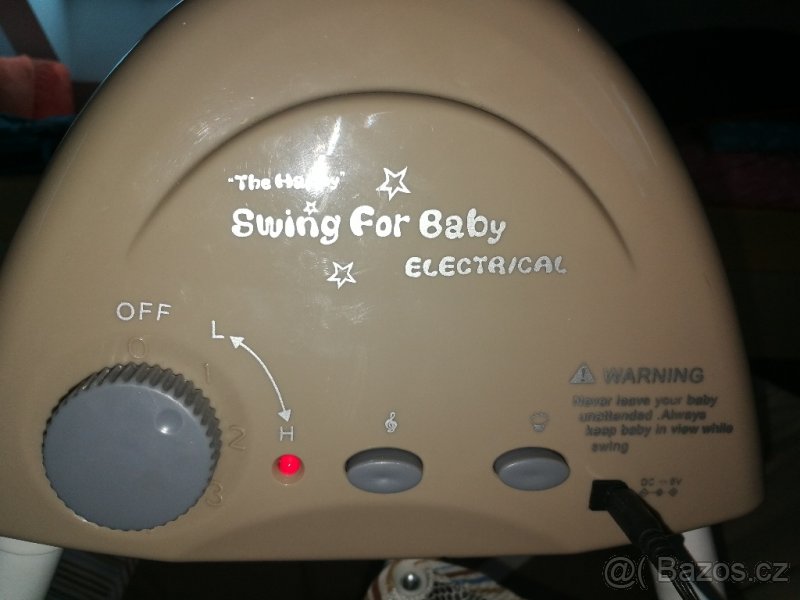 "The Happy"
Swing For Baby
ELECTRICAL
OFF
L
0
1
2
3
H
WARNING
Never leave your baby
unattended .Always
keep baby in view while
swing
DC
@( Bazos.cz